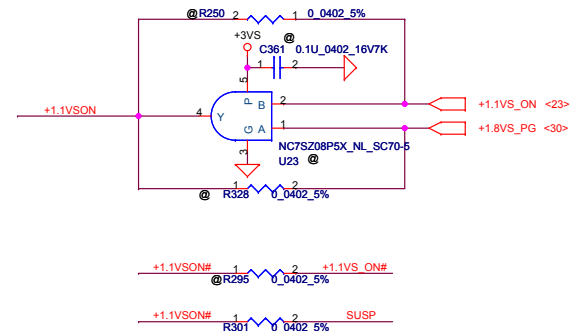 @ R250 2 1 0_0402_5%
+3VS @
C361 0.1U_0402_16V7K
1 2
5
+1.1VSON 4 Y P B 2 +1.1VS_ON <23>
G A 1 +1.8VS_PG <30>
3 NC7SZ08P5X_NL_SC70-5
U23 @
1 2
@ R328 0_0402_5%
+1.1VSON# 1 2 +1.1VS_ON#
@ R295 0_0402_5%
+1.1VSON# 1 2 SUSP
R301 0_0402_5%